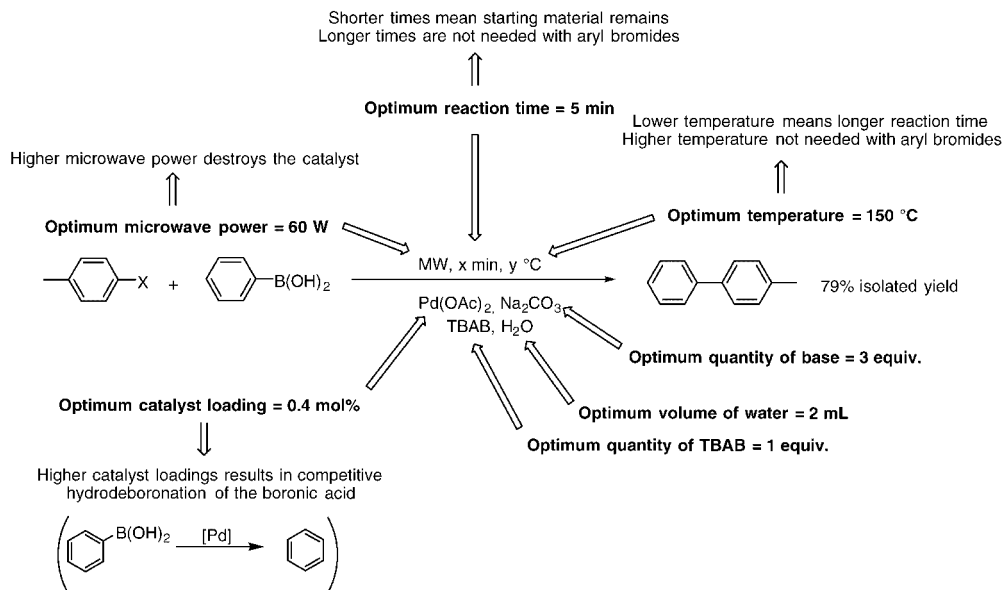 Shorter times mean starting material remains
Longer times are not needed with aryl bromides
Optimum reaction time = 5 min
Lower temperature means longer reaction time
Higher temperature not needed with aryl bromides
Higher microwave power destroys the catalyst
Optimum microwave power = 60 W
Optimum temperature = 150 °C
MW, x min, y °C
X
+
B(OH)2
79% isolated yield
Pd(OAc)2, Na2CO3
TBAB, H2O
Optimum quantity of base = 3 equiv.
Optimum catalyst loading = 0.4 mol%
Optimum volume of water = 2 mL
Optimum quantity of TBAB = 1 equiv.
Higher catalyst loadings results in competitive
hydrodeboronation of the boronic acid
B(OH)2
[Pd]